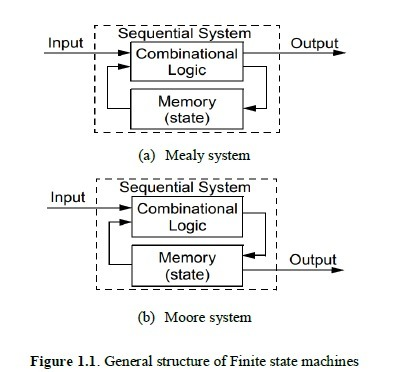 Sequential System
Input
Output
Combinational
Logic
Memory
(state)
(a) Mealy system
Sequential System
Input
Combinational
Logic
Memory
(state)
Output
(b) Moore system
Figure 1.1. General structure of Finite state machines